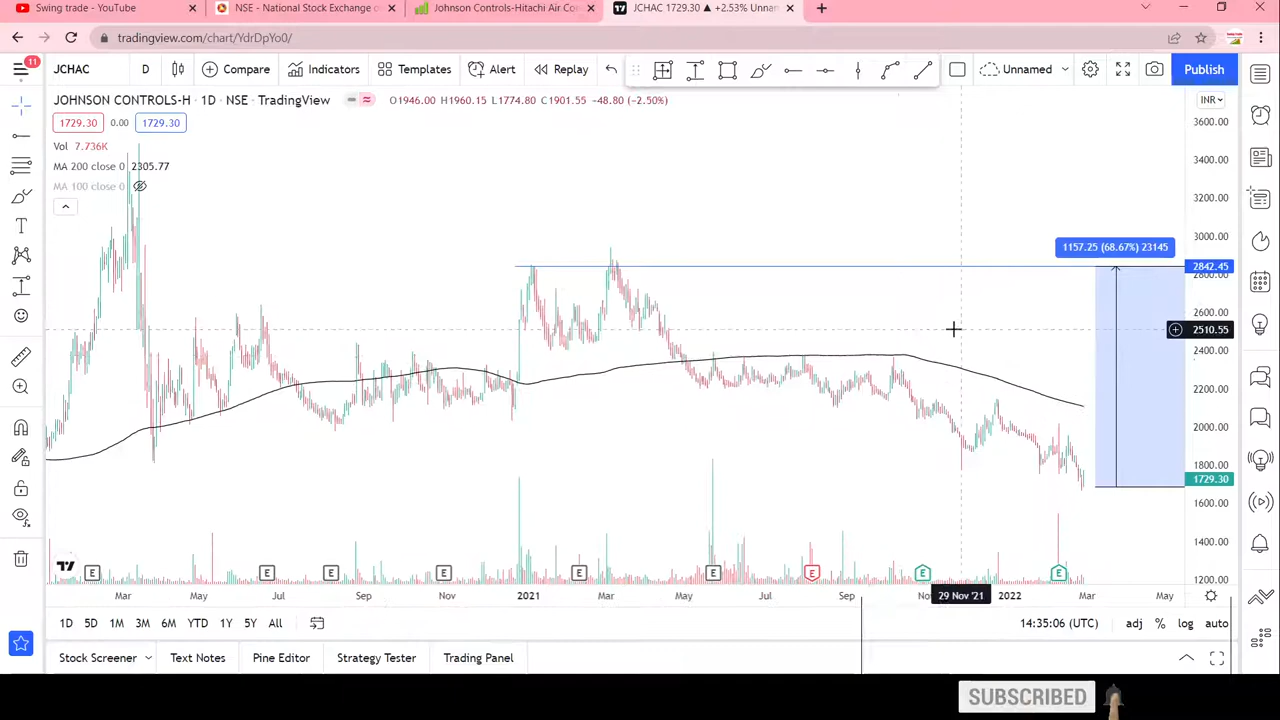 Swing trade - YouTube
NSE - National Stock Exchange c
Johnson Controls-Hitachi Air Con
JCHAC 1729.30 ▲ +2.53% Unnan
tradingview.com/chart/YdrDpYo0/
11
JCHAC
D
Compare
Indicators
Templates
Alert
Replay
Unnamed
Publish
JOHNSON CONTROLS-H · 1D · NSE · TradingView
O1946.00 H1960.15 L1774.80 C1901.55 -48.80 (-2.50%)
INR
1729.30
0.00
1729.30
Vol 7.736K
MA 200 close 0 2305.77
MA 100 close 0
3600.00
3400.00
3200.00
3000.00
1157.25 (68.67%) 23145
2842.45
2800.00
2600.00
2510.55
2400.00
2200.00
2000.00
1800.00
1729.30
1600.00
1400.00
1200.00
E E E E E E E E E
Mar May Jul Sep Nov 2021 Mar May Jul Sep 29 Nov '21 2022 Mar May
1D 5D 1M 3M 6M YTD 1Y 5Y All
14:35:06 (UTC)
adj % log auto
Stock Screener
Text Notes
Pine Editor
Strategy Tester
Trading Panel
SUBSCRIBED